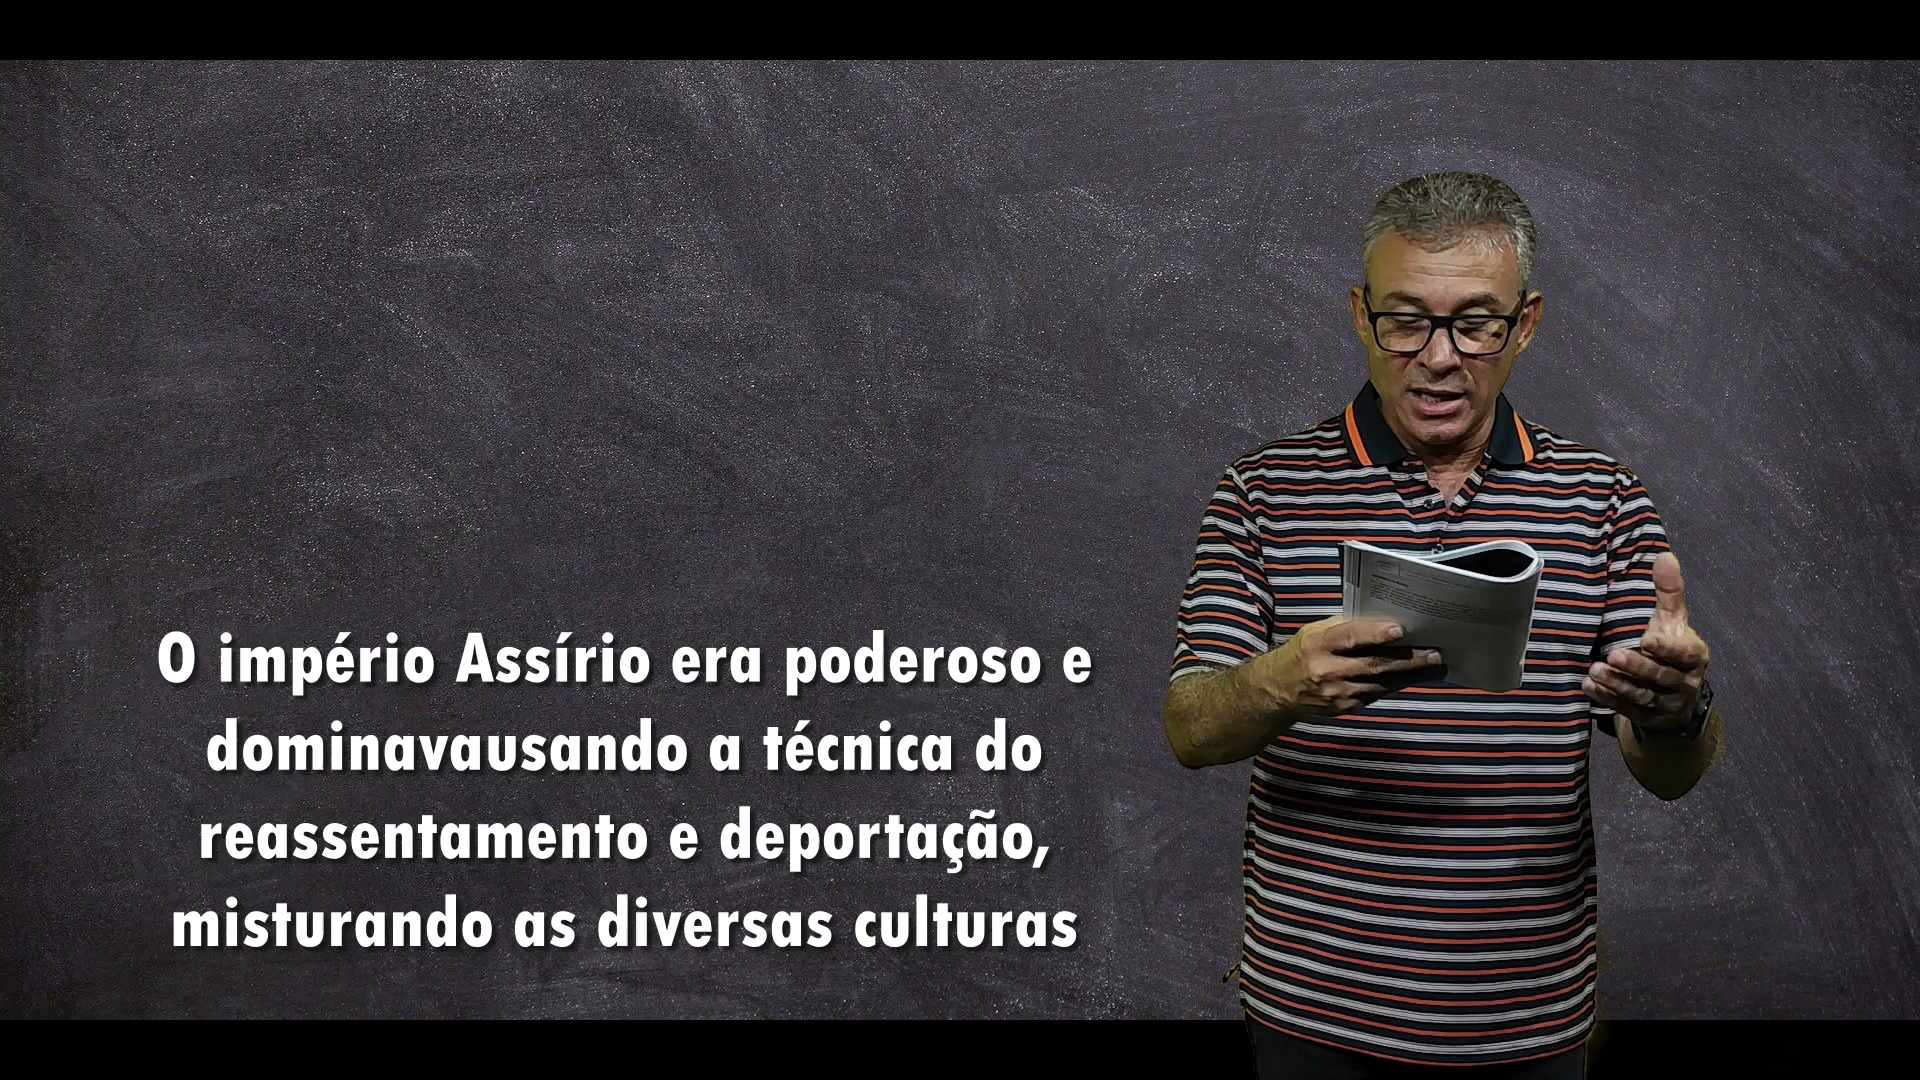 O império Assírio era poderoso e
dominavausando a técnica do
reassentamento e deportação,
misturando as diversas culturas